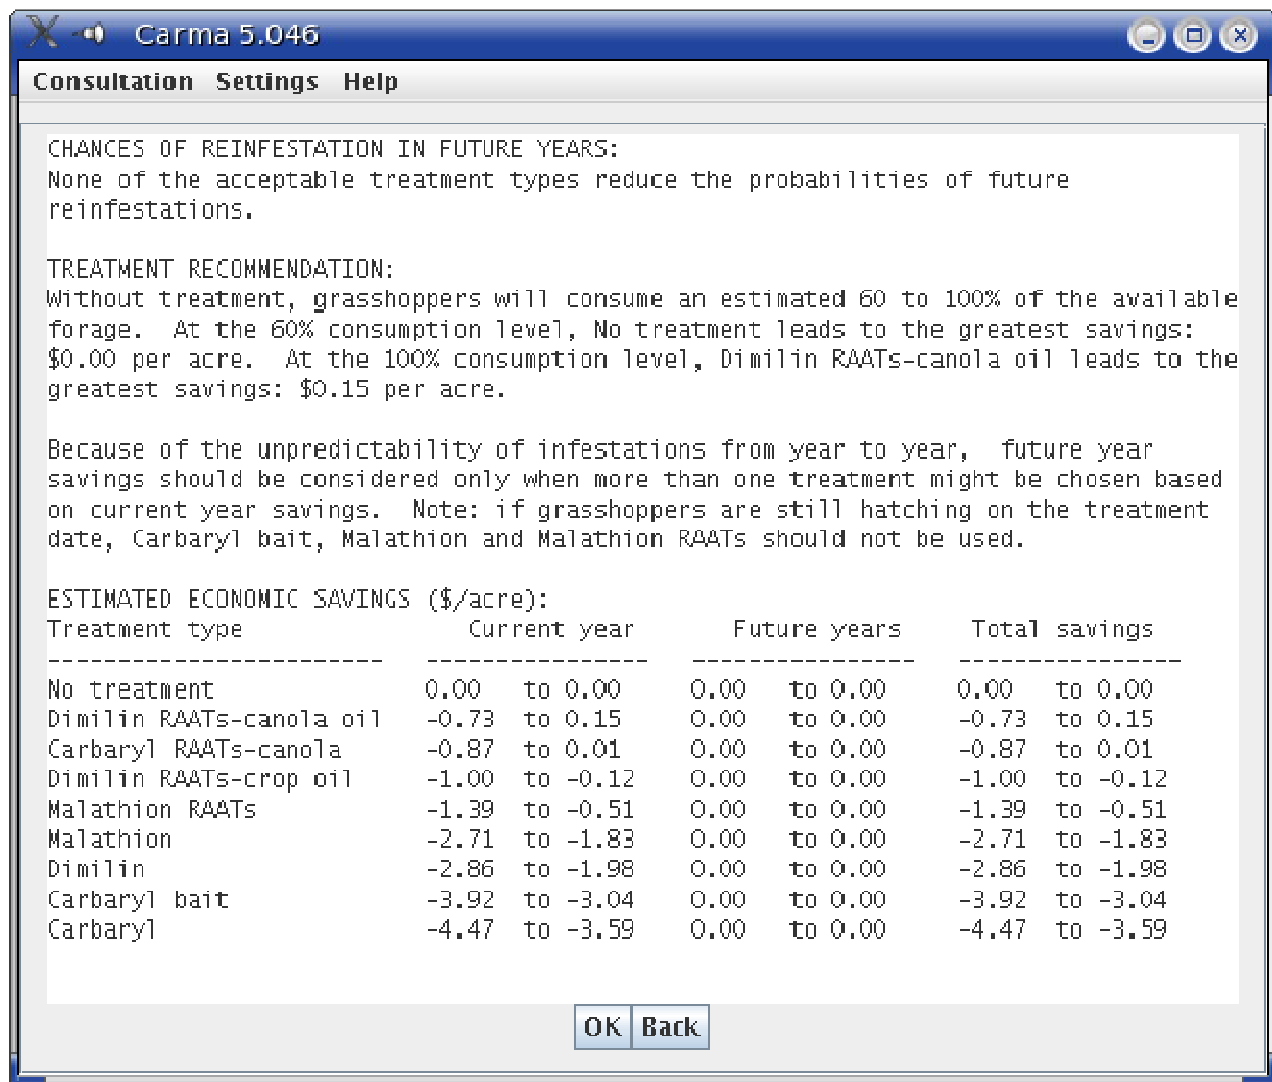 Carma 5.046
Consultation Settings Help
CHANCES OF REINFESTATION IN FUTURE YEARS:
None of the acceptable treatment types reduce the probabilities of future
reinfestations.
TREATMENT RECOMMENDATION:
Without treatment, grasshoppers will consume an estimated 60 to 100% of the available
forage.  At the 60% consumption level, No treatment leads to the greatest savings:
$0.00 per acre.  At the 100% consumption level, Dimilin RAATs-canola oil leads to the
greatest savings: $0.15 per acre.
Because of the unpredictability of infestations from year to year,  future year
savings should be considered only when more than one treatment might be chosen based
on current year savings.  Note: if grasshoppers are still hatching on the treatment
date, Carbaryl bait, Malathion and Malathion RAATs should not be used.
ESTIMATED ECONOMIC SAVINGS ($/acre):
Treatment type Current year Future years Total savings
------------------------ ---------------- ---------------- ----------------
No treatment 0.00 to 0.00 0.00 to 0.00 0.00 to 0.00
Dimilin RAATs-canola oil -0.73 to 0.15 0.00 to 0.00 -0.73 to 0.15
Carbaryl RAATs-canola -0.87 to 0.01 0.00 to 0.00 -0.87 to 0.01
Dimilin RAATs-crop oil -1.00 to -0.12 0.00 to 0.00 -1.00 to -0.12
Malathion RAATs -1.39 to -0.51 0.00 to 0.00 -1.39 to -0.51
Malathion -2.71 to -1.83 0.00 to 0.00 -2.71 to -1.83
Dimilin -2.86 to -1.98 0.00 to 0.00 -2.86 to -1.98
Carbaryl bait -3.92 to -3.04 0.00 to 0.00 -3.92 to -3.04
Carbaryl -4.47 to -3.59 0.00 to 0.00 -4.47 to -3.59
OK Back